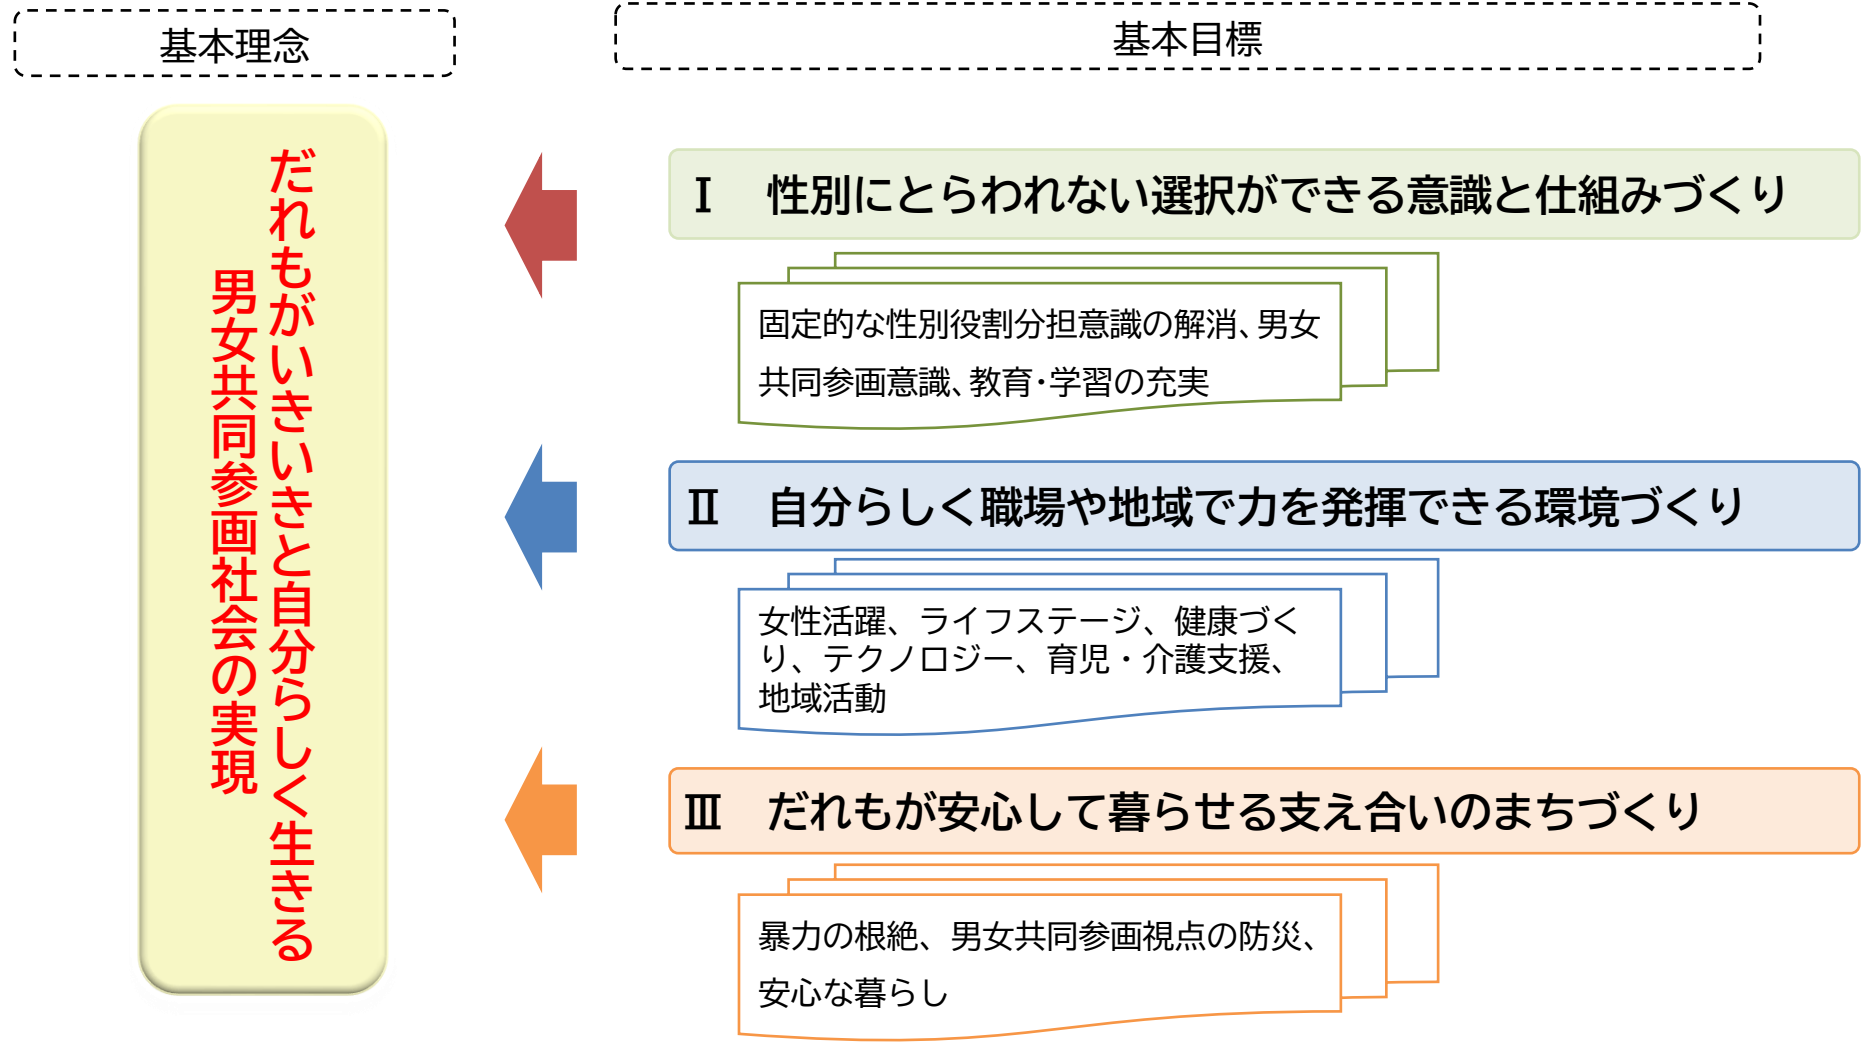 基本理念
基本目標
だれもがいきいきと自分らしく生きる
男女共同参画社会の実現
Ⅰ　性別にとらわれない選択ができる意識と仕組みづくり
固定的な性別役割分担意識の解消、男女
共同参画意識、教育・学習の充実
Ⅱ　自分らしく職場や地域で力を発揮できる環境づくり
女性活躍、ライフステージ、健康づく
り、テクノロジー、育児・介護支援、
地域活動
Ⅲ　だれもが安心して暮らせる支え合いのまちづくり
暴力の根絶、男女共同参画視点の防災、
安心な暮らし